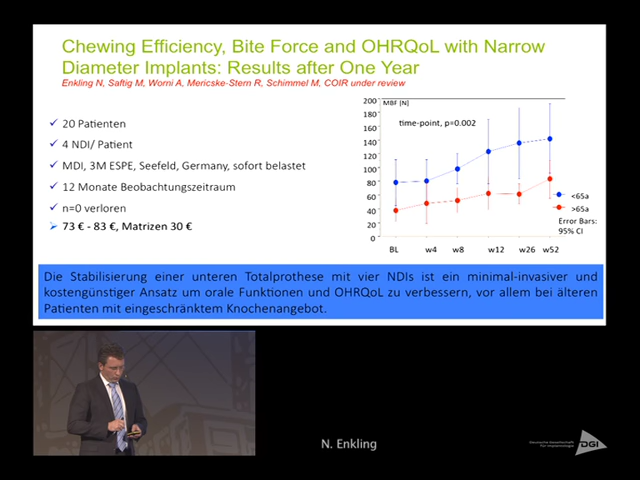 Chewing Efficiency, Bite Force and OHRQoL with Narrow
Diameter Implants: Results after One Year
Enkling N, Saftig M, Worni A, Mericske-Stern R, Schimmel M, COIR under review
20 Patienten
4 NDI/ Patient
MDI, 3M ESPE, Seefeld, Germany, sofort belastet
12 Monate Beobachtungszeitraum
n=0 verloren
73 € - 83 €, Matrizen 30 €
MBF [N]
time-point, p=0.002
200
180
160
140
120
100
80
60
40
20
0
BL w4 w8 w12 w26 w52
<65a
>65a
Error Bars:
95% CI
Die Stabilisierung einer unteren Totalprothese mit vier NDIs ist ein minimal-invasiver und
kostengünstiger Ansatz um orale Funktionen und OHRQoL zu verbessern, vor allem bei älteren
Patienten mit eingeschränktem Knochenangebot.
N. Enkling
Deutsche Gesellschaft
für Implantologie
DGI